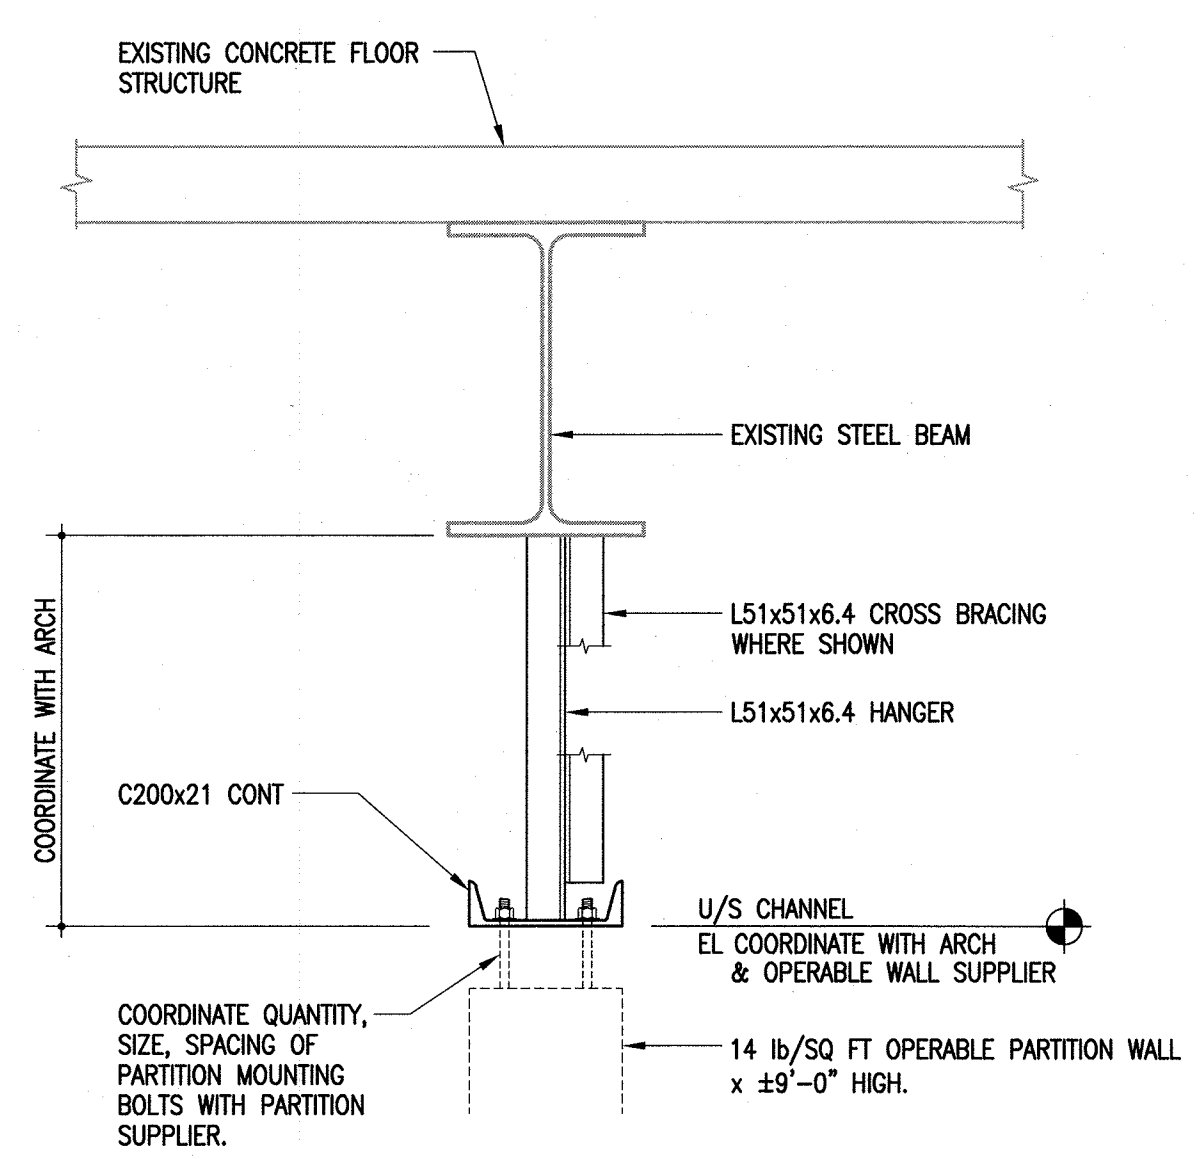 EXISTING CONCRETE FLOOR
STRUCTURE
EXISTING STEEL BEAM
L51x51x6.4 CROSS BRACING
WHERE SHOWN
L51x51x6.4 HANGER
COORDINATE WITH ARCH
C200x21 CONT
U/S CHANNEL
EL COORDINATE WITH ARCH
& OPERABLE WALL SUPPLIER
COORDINATE QUANTITY,
SIZE, SPACING OF
PARTITION MOUNTING
BOLTS WITH PARTITION
SUPPLIER.
14 lb/SQ FT OPERABLE PARTITION WALL
x ±9'-0" HIGH.